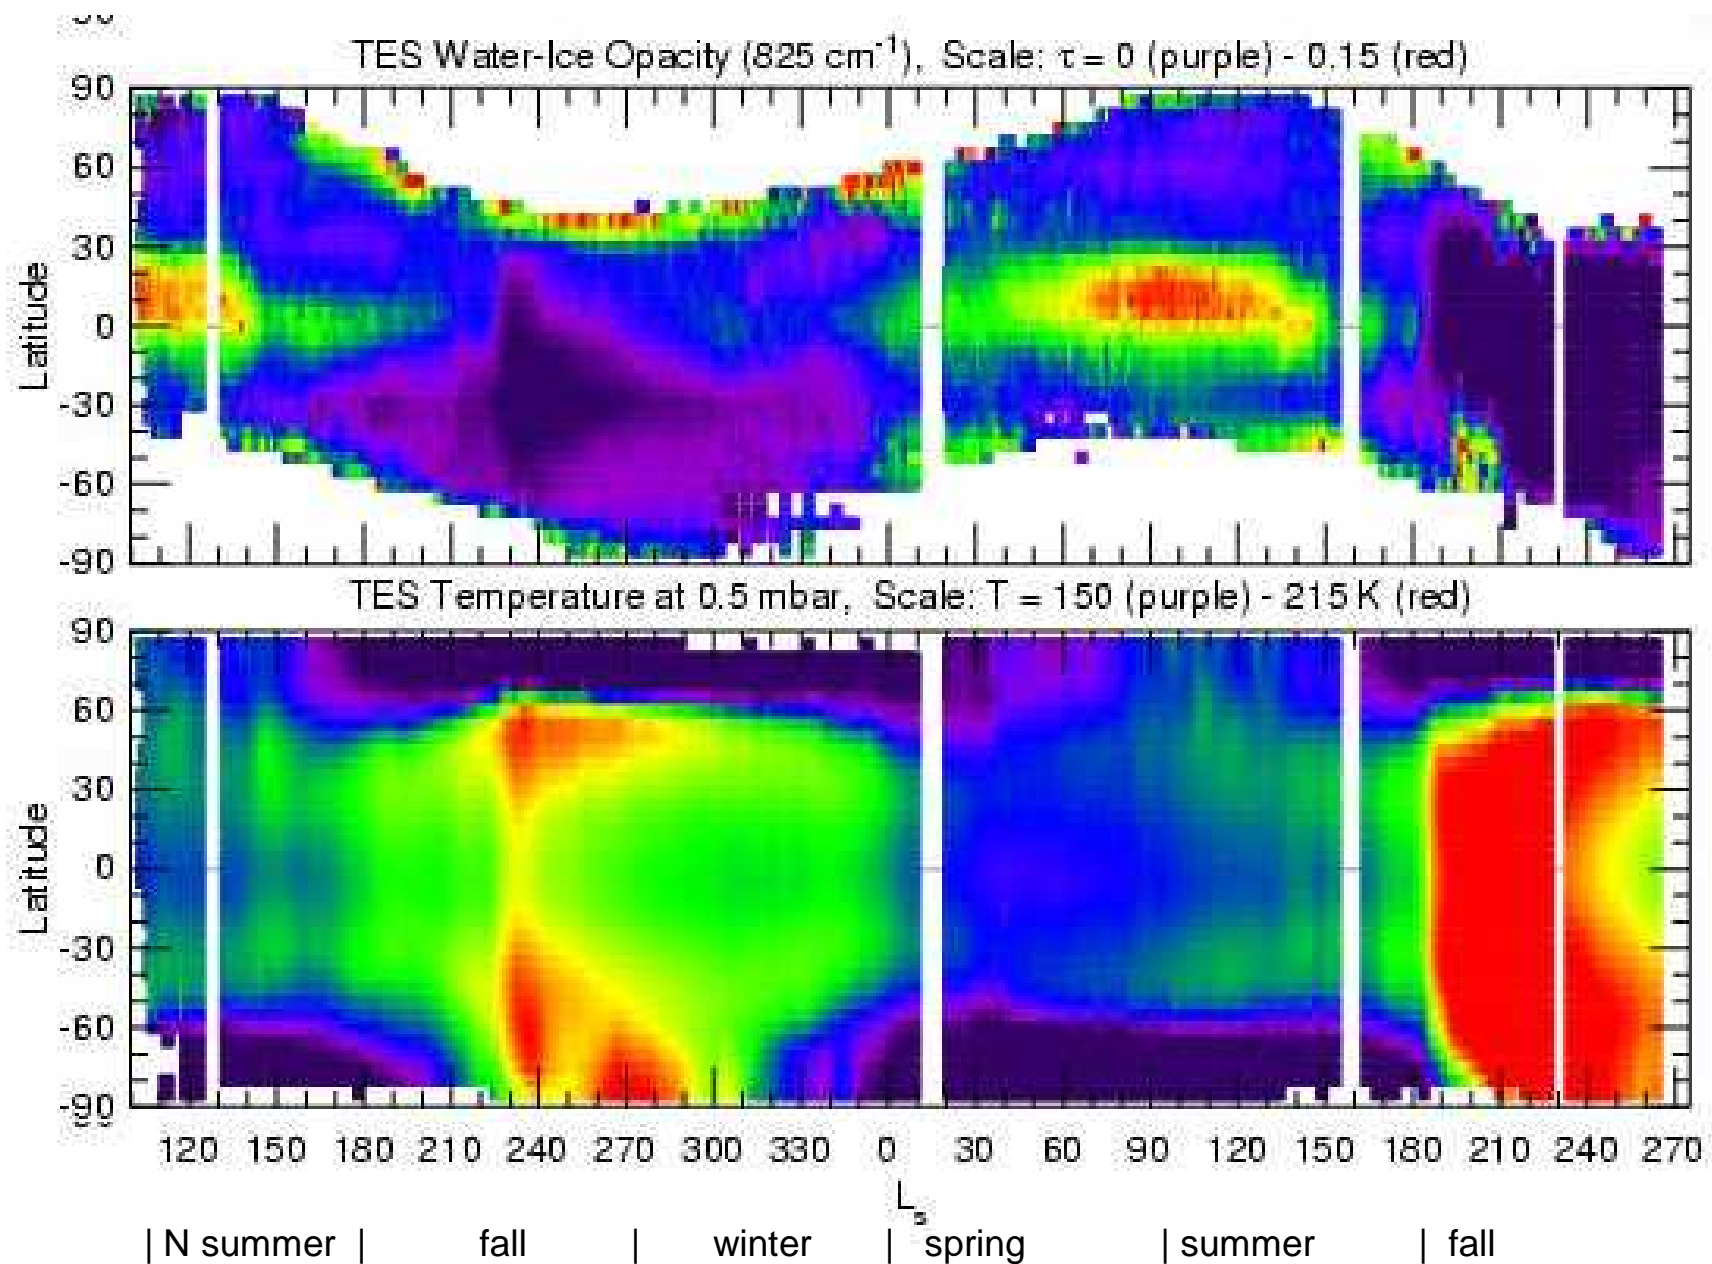 TES Water-Ice Opacity (825 cm⁻¹), Scale: τ = 0 (purple) - 0.15 (red)
90
60
30
0
-30
-60
-90
Latitude
TES Temperature at 0.5 mbar, Scale: T = 150 (purple) - 215 K (red)
90
60
30
0
-30
-60
-90
Latitude
120 150 180 210 240 270 300 330 0 30 60 90 120 150 180 210 240 270
Lₛ
| N summer | fall | winter | spring | summer | fall